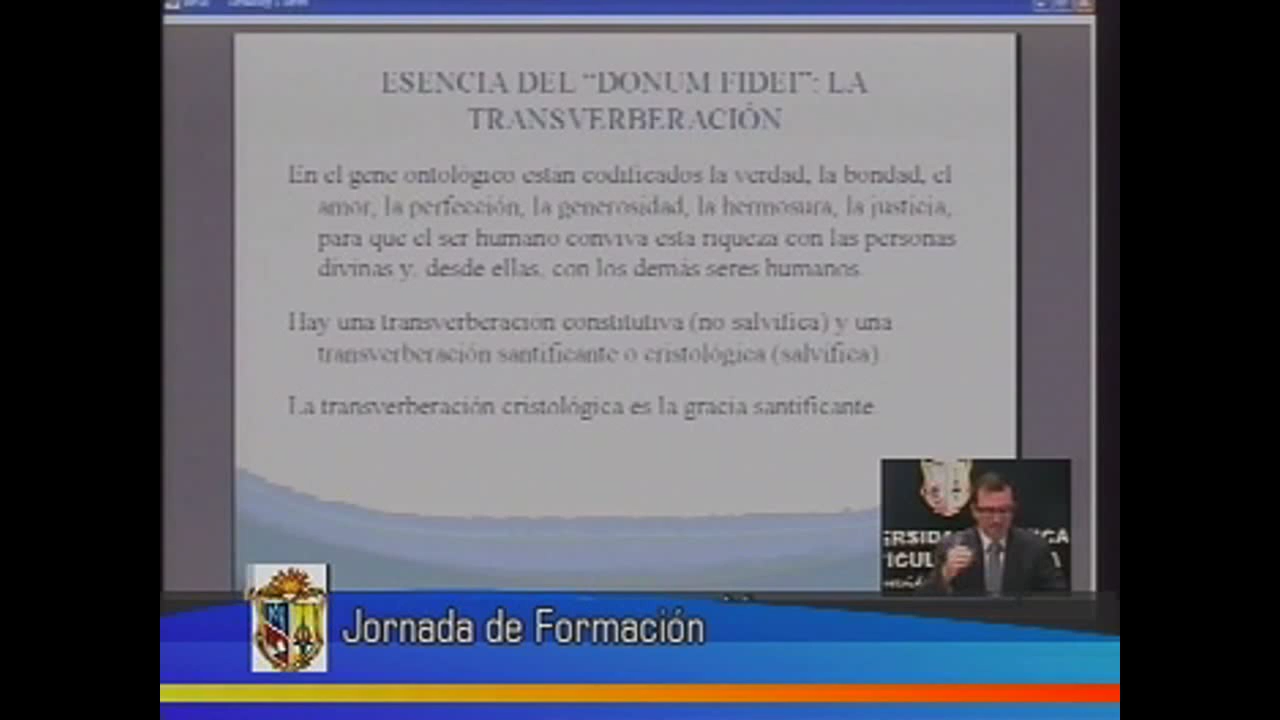 ESENCIA DEL “DONUM FIDEI”: LA
TRANSVERBERACIÓN
En el gene ontológico están codificados la verdad, la bondad, el
amor, la perfección, la generosidad, la hermosura, la justicia,
para que el ser humano conviva esta riqueza con las personas
divinas y, desde ellas, con los demás seres humanos.
Hay una transverberación constitutiva (no salvífica) y una
transverberación santificante o cristológica (salvífica)
La transverberación cristológica es la gracia santificante
Jornada de Formación